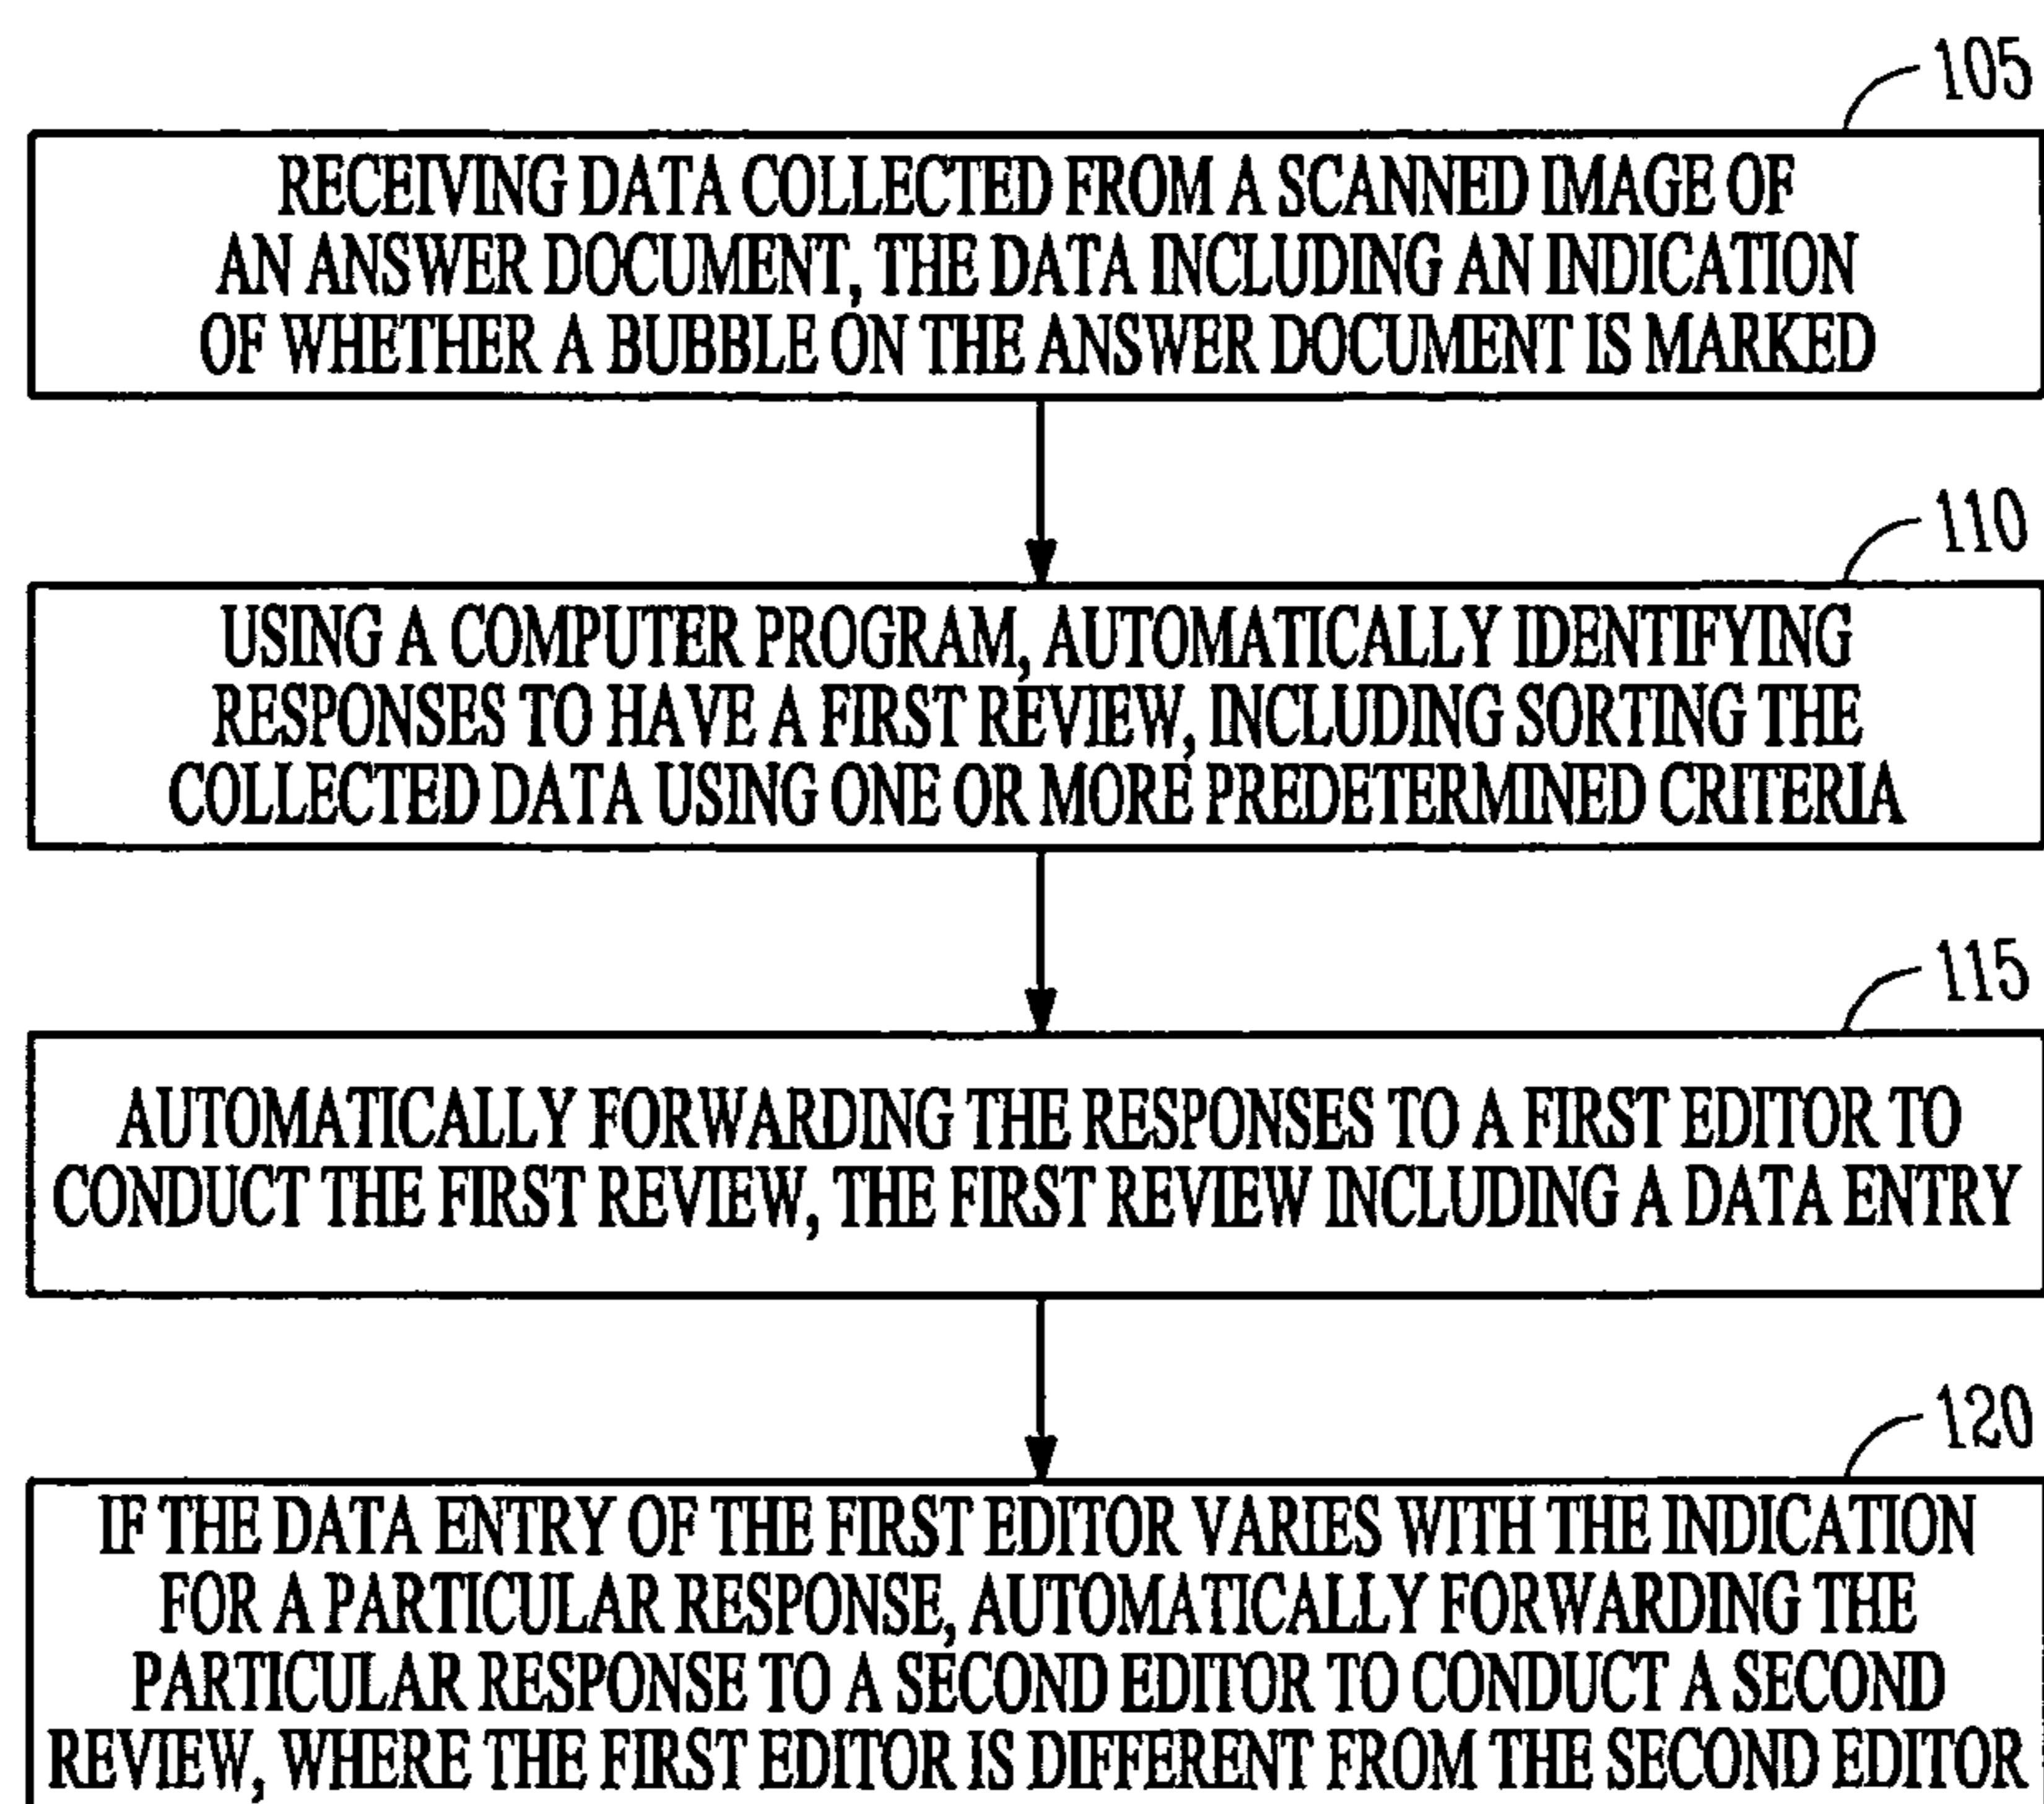 105
RECEIVING DATA COLLECTED FROM A SCANNED IMAGE OF
AN ANSWER DOCUMENT, THE DATA INCLUDING AN INDICATION
OF WHETHER A BUBBLE ON THE ANSWER DOCUMENT IS MARKED
110
USING A COMPUTER PROGRAM, AUTOMATICALLY IDENTIFYING
RESPONSES TO HAVE A FIRST REVIEW, INCLUDING SORTING THE
COLLECTED DATA USING ONE OR MORE PREDETERMINED CRITERIA
115
AUTOMATICALLY FORWARDING THE RESPONSES TO A FIRST EDITOR TO
CONDUCT THE FIRST REVIEW, THE FIRST REVIEW INCLUDING A DATA ENTRY
120
IF THE DATA ENTRY OF THE FIRST EDITOR VARIES WITH THE INDICATION
FOR A PARTICULAR RESPONSE, AUTOMATICALLY FORWARDING THE
PARTICULAR RESPONSE TO A SECOND EDITOR TO CONDUCT A SECOND
REVIEW, WHERE THE FIRST EDITOR IS DIFFERENT FROM THE SECOND EDITOR